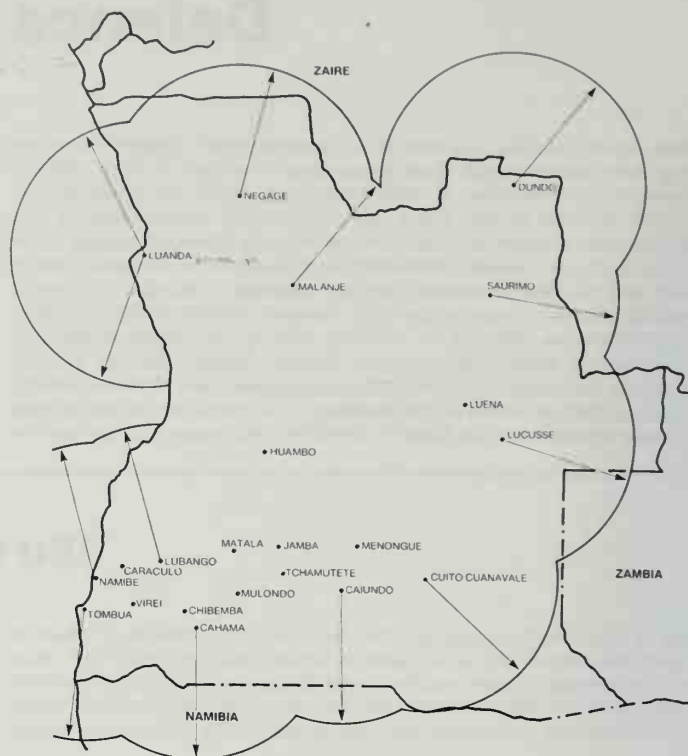 ZAIRE
NEGAGE
DUNDO
LUANDA
MALANJE
SAURIMO
LUENA
LUCUSSE
HUAMBO
MATALA
JAMBA
MENONGUE
LUBANGO
CARACULO
TCHAMUTETE
NAMIBE
CUITO CUANAVALE
ZAMBIA
MULONDO
CAIUNDO
VIREI
TOMBUA
CHIBEMBA
CAHAMA
NAMIBIA